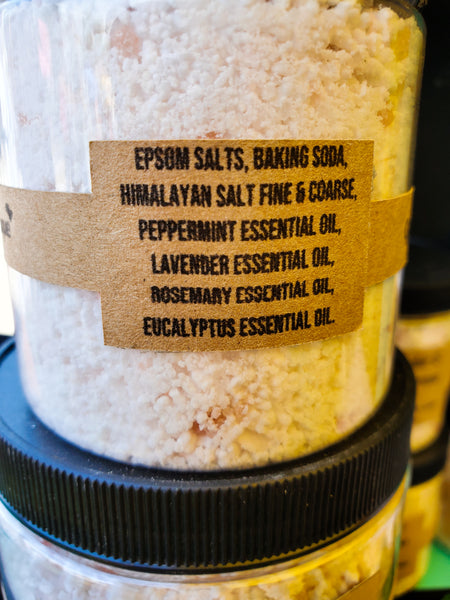 EPSOM SALTS, BAKING SODA,
HIMALAYAN SALT FINE & COARSE,
PEPPERMINT ESSENTIAL OIL,
LAVENDER ESSENTIAL OIL,
ROSEMARY ESSENTIAL OIL,
EUCALYPTUS ESSENTIAL OIL.